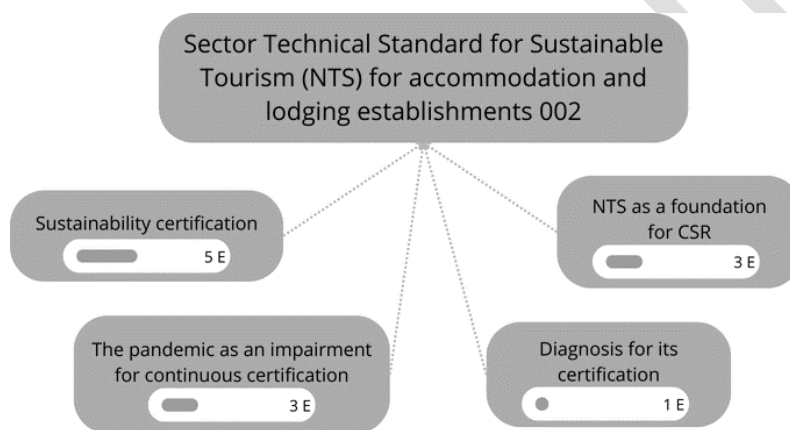 Sector Technical Standard for Sustainable
Tourism (NTS) for accommodation and
lodging establishments 002
Sustainability certification
5 E
NTS as a foundation
for CSR
3 E
The pandemic as an impairment
for continuous certification
3 E
Diagnosis for its
certification
1 E